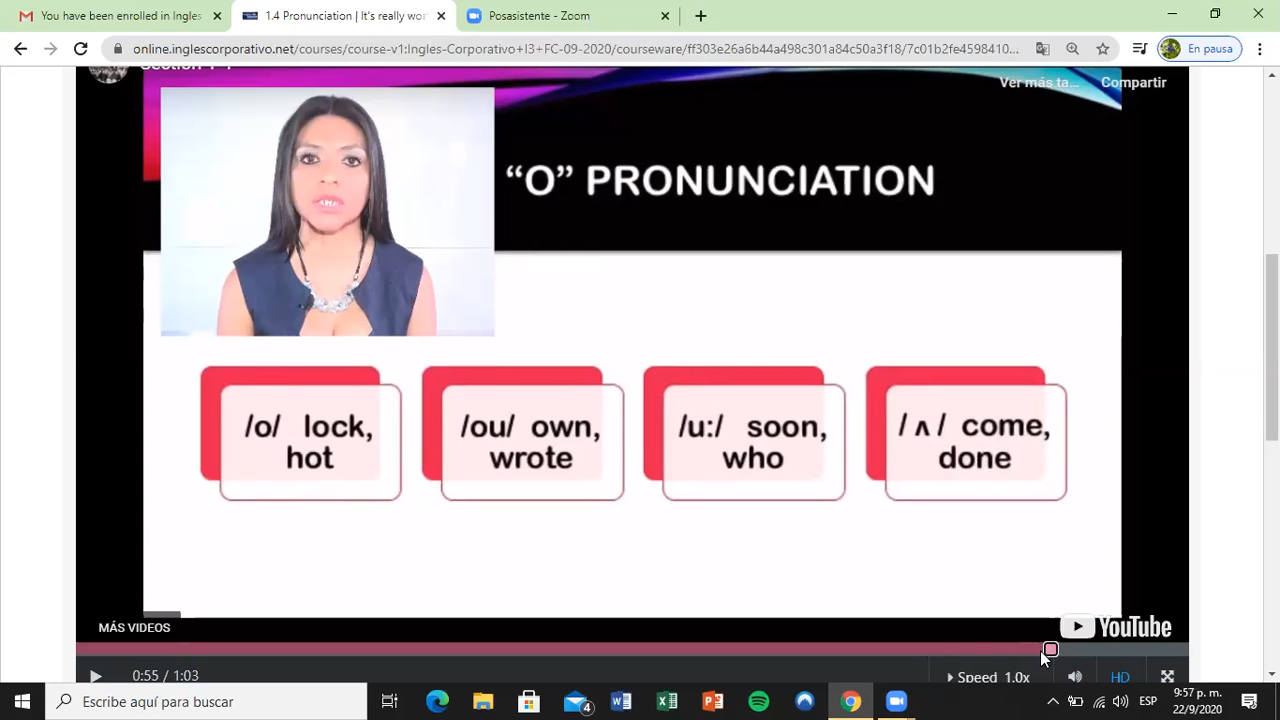 You have been enrolled in Ingles
1.4 Pronunciation | It's really wor
Posasistente - Zoom
online.inglescorporativo.net/courses/course-v1:Ingles-Corporativo+I3+FC-09-2020/courseware/ff303e26a6b44a498c301a84c50a3f18/7c01b2fe4598410...
En pausa
Ver más ta...
Compartir
“O” PRONUNCIATION
/o/ lock,
hot
/ou/ own,
wrote
/u:/ soon,
who
/ʌ/ come,
done
MÁS VIDEOS
YouTube
0:55 / 1:03
Speed 1.0x
HD
Escribe aquí para buscar
4
ESP
9:57 p. m.
22/9/2020